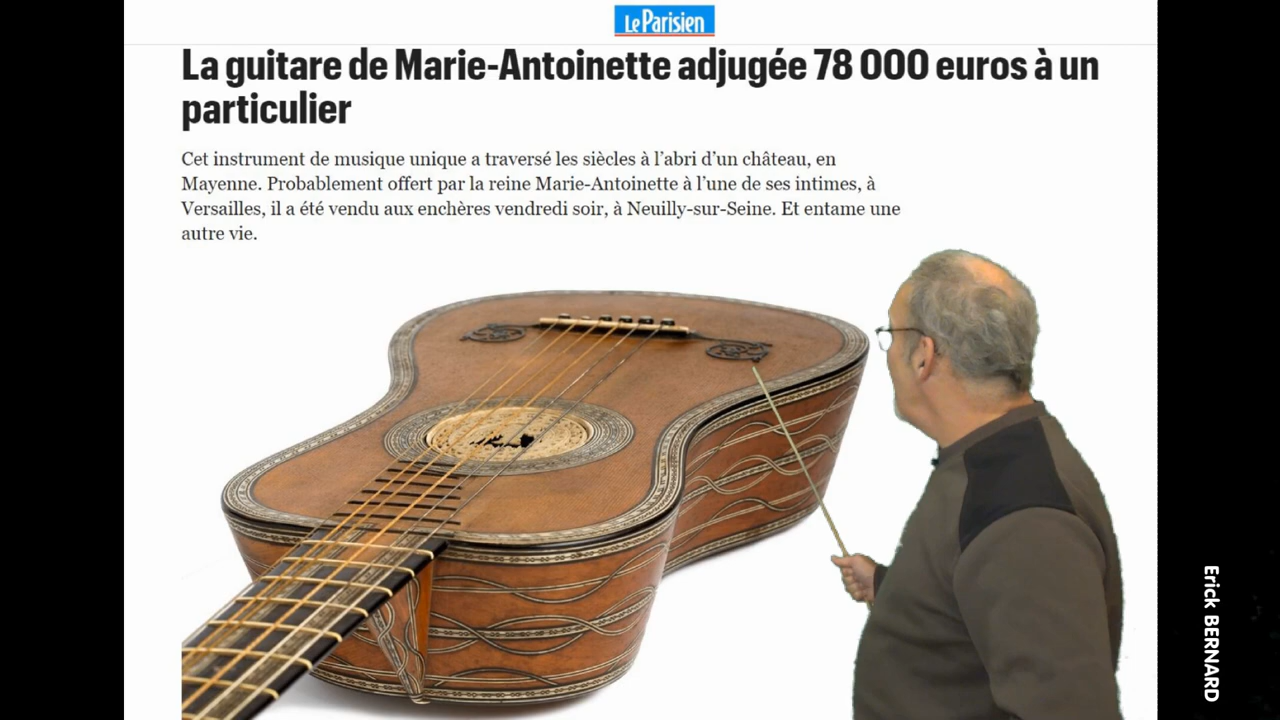 Le Parisien
La guitare de Marie-Antoinette adjugée 78 000 euros à un
particulier
Cet instrument de musique unique a traversé les siècles à l’abri d’un château, en
Mayenne. Probablement offert par la reine Marie-Antoinette à l’une de ses intimes, à
Versailles, il a été vendu aux enchères vendredi soir, à Neuilly-sur-Seine. Et entame une
autre vie.
Erick BERNARD